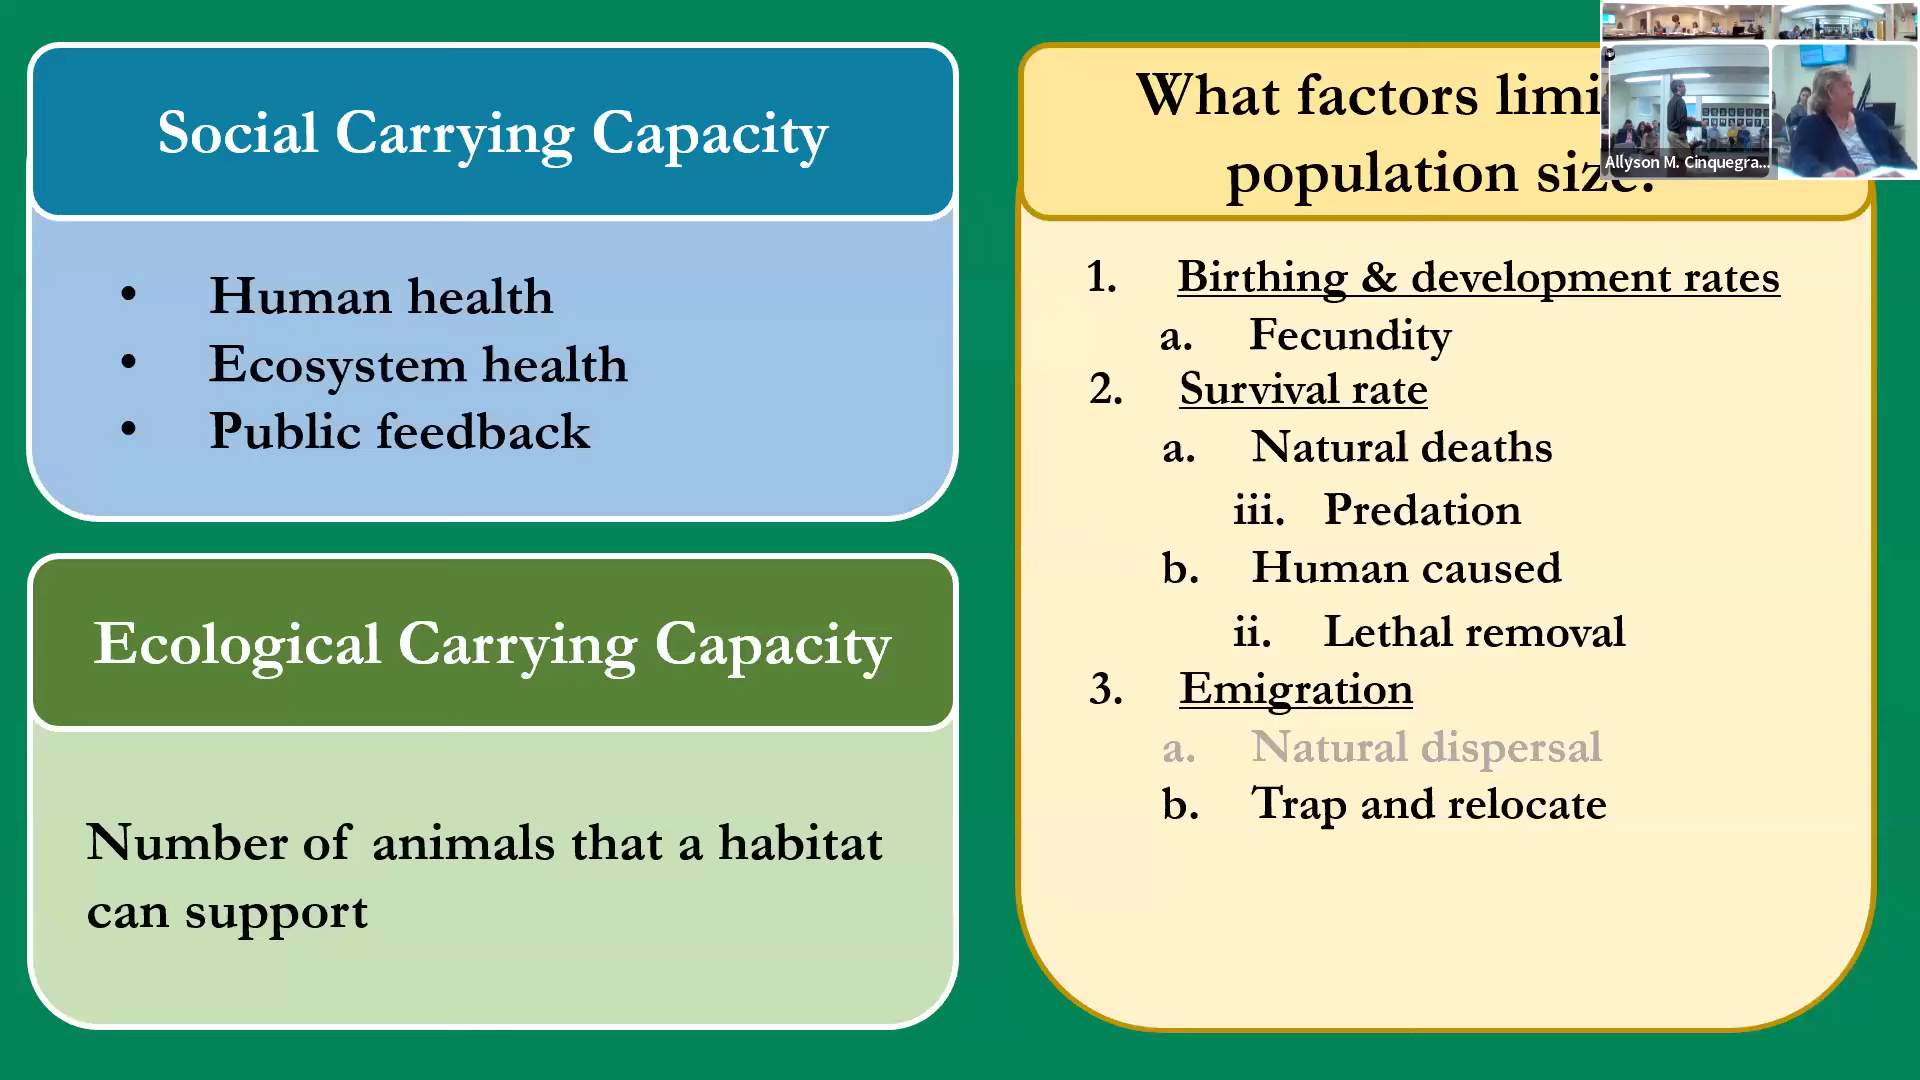 Social Carrying Capacity
• Human health
• Ecosystem health
• Public feedback
Ecological Carrying Capacity
Number of animals that a habitat
can support
What factors limi
population size?
1. Birthing & development rates
a. Fecundity
2. Survival rate
a. Natural deaths
iii. Predation
b. Human caused
ii. Lethal removal
3. Emigration
a. Natural dispersal
b. Trap and relocate
Allyson M. Cinquegra...